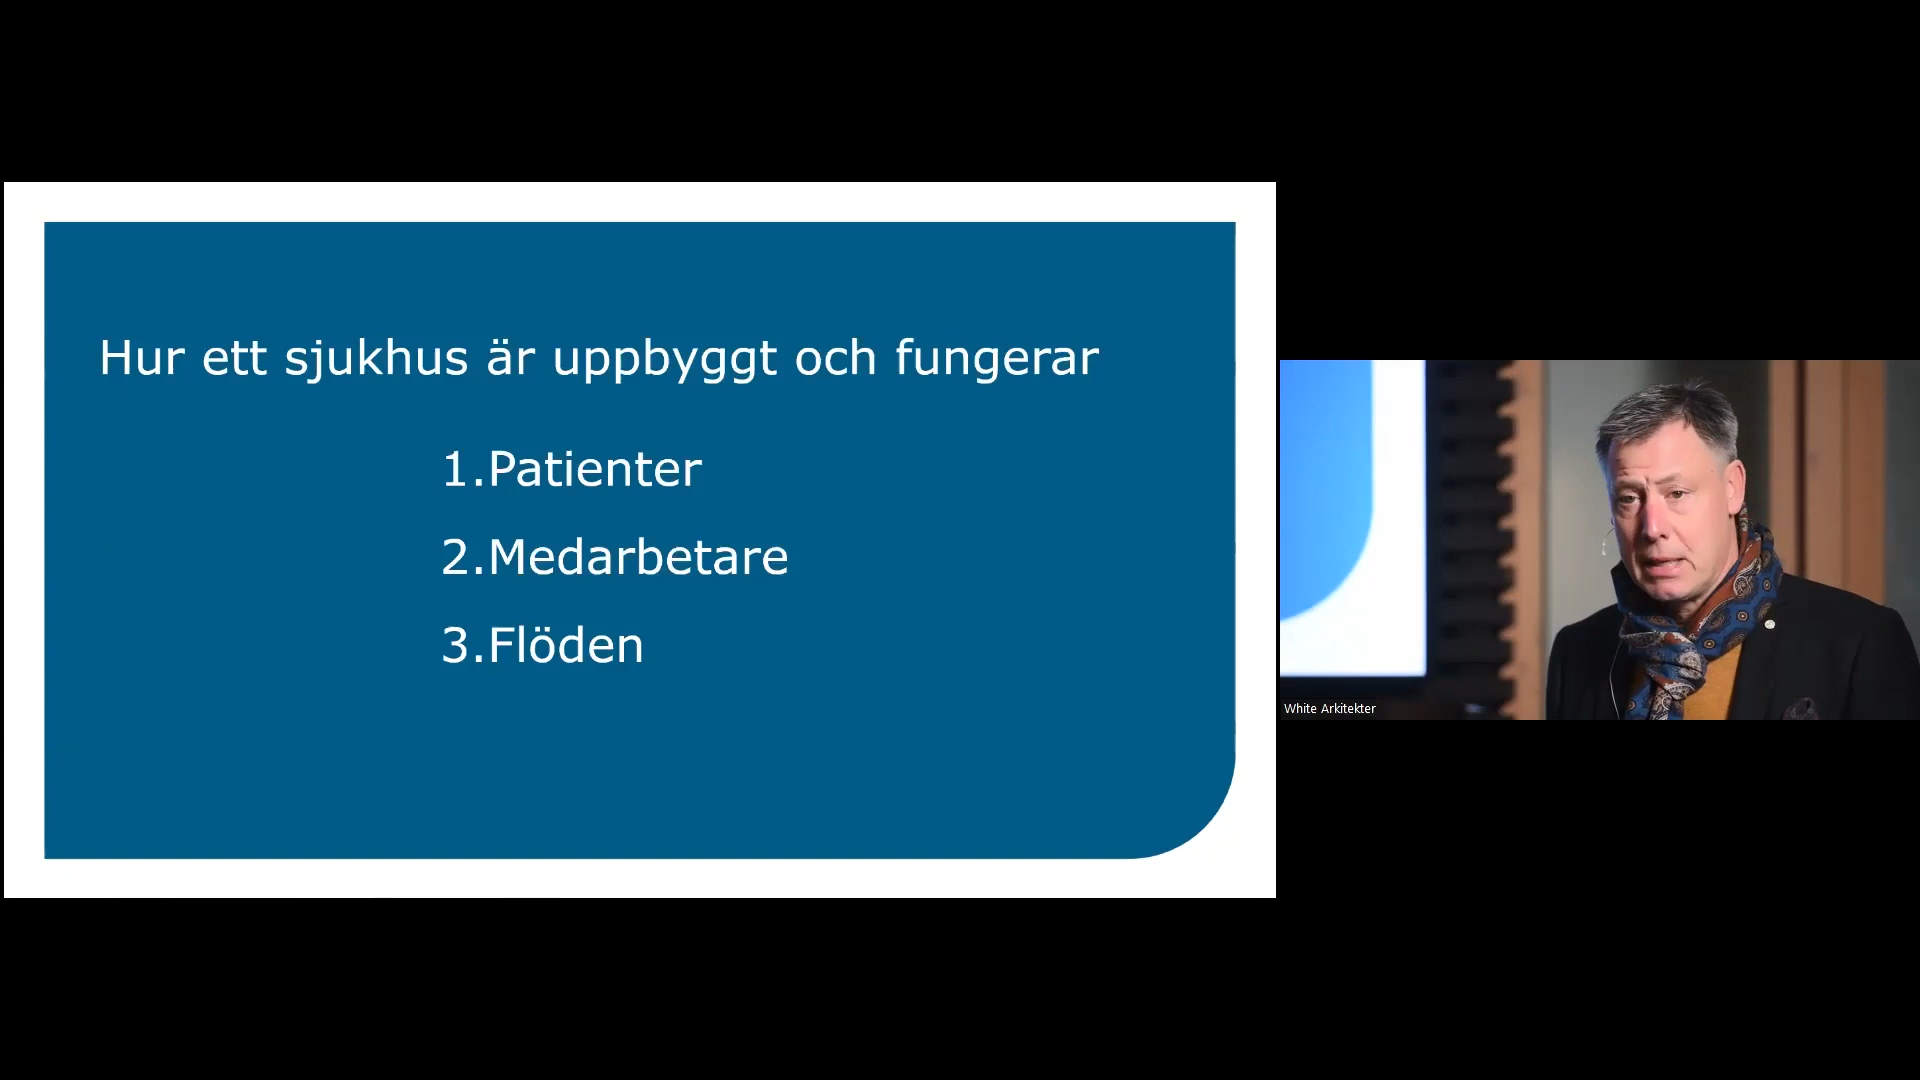 Hur ett sjukhus är uppbyggt och fungerar
1.Patienter
2.Medarbetare
3.Flöden
White Arkitekter